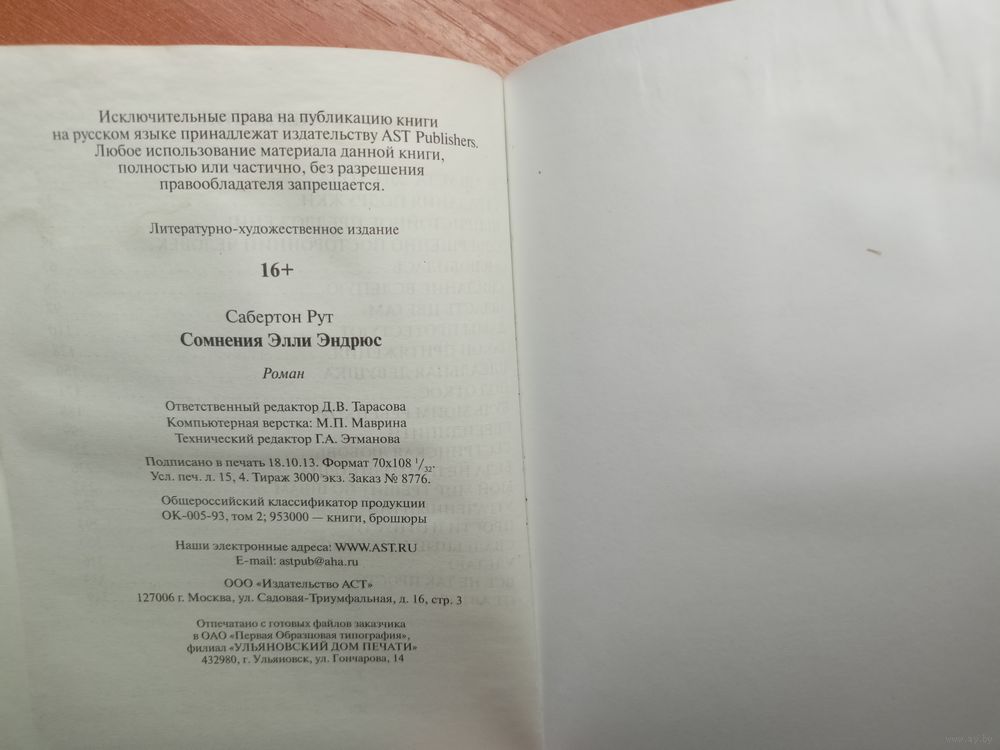 Исключительные права на публикацию книги
на русском языке принадлежат издательству AST Publishers.
Любое использование материала данной книги,
полностью или частично, без разрешения
правообладателя запрещается.
Литературно-художественное издание
16+
Сабертон Рут
Сомнения Элли Эндрюс
Роман
Ответственный редактор Д.В. Тарасова
Компьютерная верстка: М.П. Маврина
Технический редактор Г.А. Этманова
Подписано в печать 18.10.13. Формат 70x108 1/32.
Усл. печ. л. 15, 4. Тираж 3000 экз. Заказ № 8776.
Общероссийский классификатор продукции
ОК-005-93, том 2; 953000 — книги, брошюры
Наши электронные адреса: WWW.AST.RU
E-mail: astpub@aha.ru
ООО «Издательство АСТ»
127006 г. Москва, ул. Садовая-Триумфальная, д. 16, стр. 3
Отпечатано с готовых файлов заказчика
в ОАО «Первая Образцовая типография»,
филиал «УЛЬЯНОВСКИЙ ДОМ ПЕЧАТИ»
432980, г. Ульяновск, ул. Гончарова, 14
www.ay.by